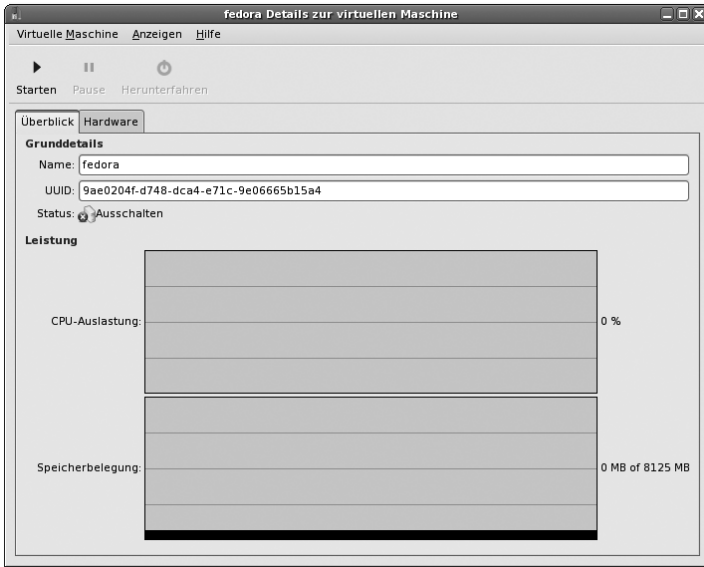 fedora Details zur virtuellen Maschine
Virtuelle Maschine Anzeigen Hilfe
Starten Pause Herunterfahren
Überblick Hardware
Grunddetails
Name: fedora
UUID: 9ae0204f-d748-dca4-e71c-9e06665b15a4
Status: Ausschalten
Leistung
CPU-Auslastung: 0 %
Speicherbelegung: 0 MB of 8125 MB